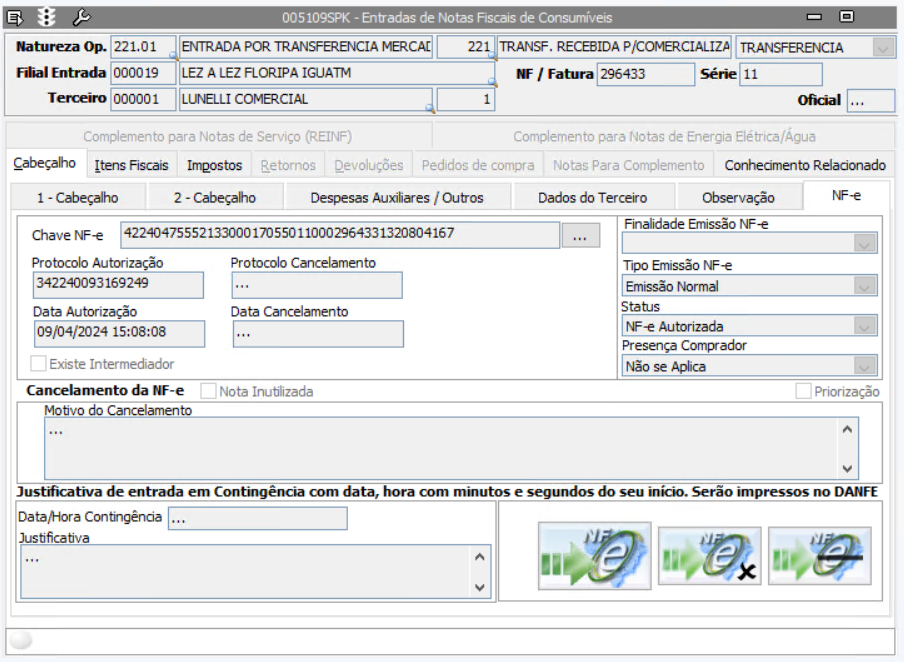 005109SPK - Entradas de Notas Fiscais de Consumíveis
Natureza Op. 221.01 ENTRADA POR TRANSFERENCIA MERCAD 221 TRANSF. RECEBIDA P/COMERCIALIZA TRANSFERENCIA
Filial Entrada 000019 LEZ A LEZ FLORIPA IGUATM NF / Fatura 296433 Série 11
Terceiro 000001 LUNELLI COMERCIAL 1
Oficial ...
Complemento para Notas de Serviço (REINF) Complemento para Notas de Energia Elétrica/Água
Cabeçalho Itens Fiscais Impostos Retornos Devoluções Pedidos de compra Notas Para Complemento Conhecimento Relacionado
1 - Cabeçalho 2 - Cabeçalho Despesas Auxiliares / Outros Dados do Terceiro Observação NF-e
Chave NF-e 42240475552133000170550110002964331320804167 ...
Finalidade Emissão NF-e
Protocolo Autorização Protocolo Cancelamento
Tipo Emissão NF-e
342240093169249 ...
Emissão Normal
Data Autorização Data Cancelamento
Status
09/04/2024 15:08:08 ...
NF-e Autorizada
Presença Comprador
Existe Intermediador
Não se Aplica
Cancelamento da NF-e Nota Inutilizada Priorização
Motivo do Cancelamento
...
Justificativa de entrada em Contingência com data, hora com minutos e segundos do seu início. Serão impressos no DANFE
Data/Hora Contingência ...
Justificativa
...
NF e NF e NF e